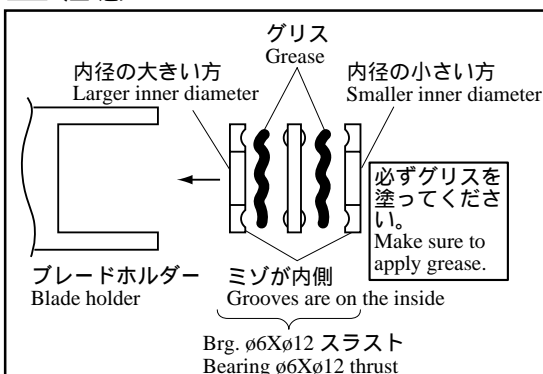 グリス
Grease
内径の大きい方
Larger inner diameter
内径の小さい方
Smaller inner diameter
必ずグリスを
塗ってくださ
い。
Make sure to
apply grease.
ブレードホルダー
Blade holder
ミゾが内側
Grooves are on the inside
Brg. ø6Xø12 スラスト
Bearing ø6Xø12 thrust